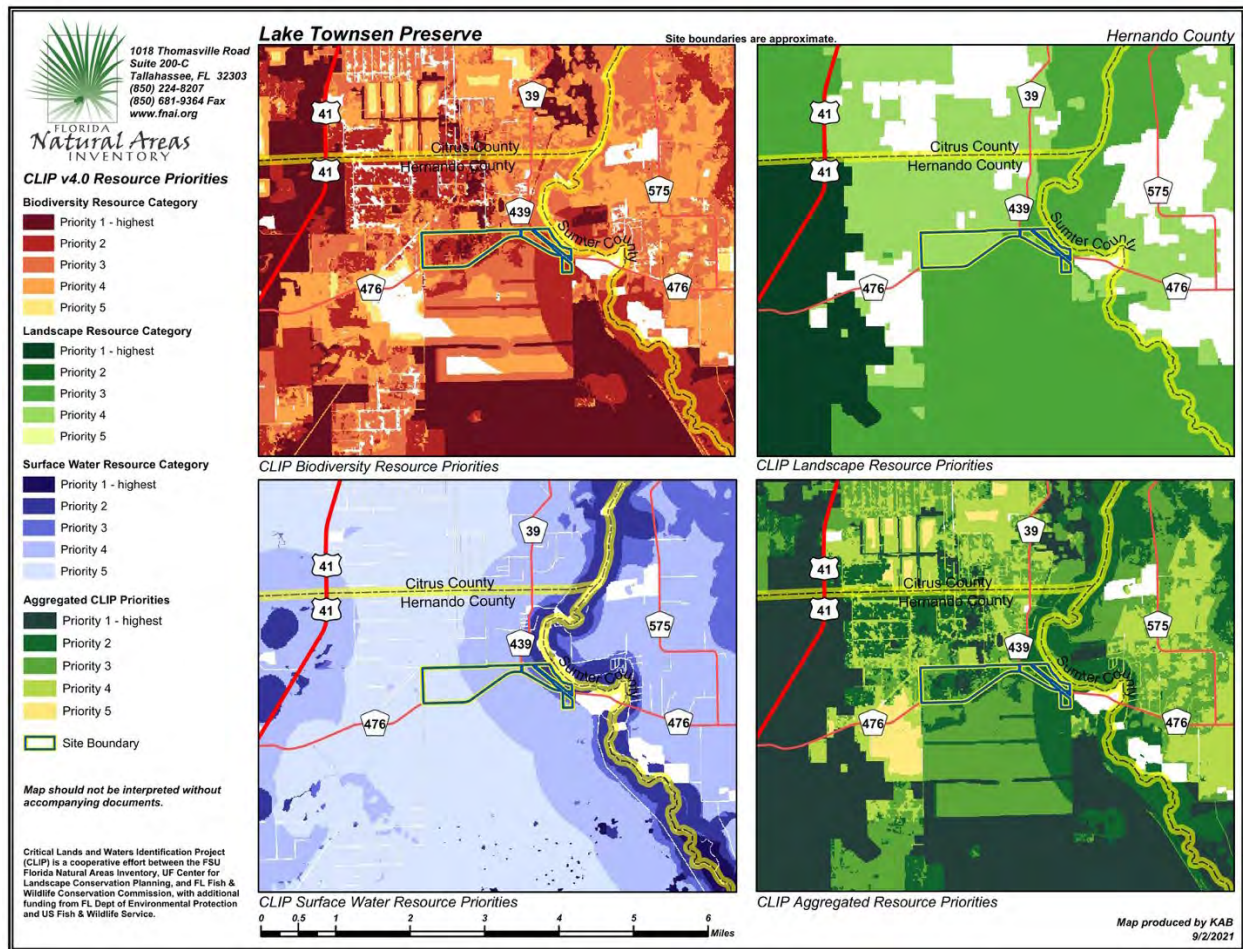 Lake Townsen Preserve
Site boundaries are approximate.
Hernando County
1018 Thomasville Road
Suite 200-C
Tallahassee, FL 32303
(850) 224-8207
(850) 681-9364 Fax
www.fnai.org
FLORIDA
Natural Areas
INVENTORY
CLIP v4.0 Resource Priorities
Biodiversity Resource Category
Priority 1 - highest
Priority 2
Priority 3
Priority 4
Priority 5
Landscape Resource Category
Priority 1 - highest
Priority 2
Priority 3
Priority 4
Priority 5
Surface Water Resource Category
Priority 1 - highest
Priority 2
Priority 3
Priority 4
Priority 5
Aggregated CLIP Priorities
Priority 1 - highest
Priority 2
Priority 3
Priority 4
Priority 5
Site Boundary
Map should not be interpreted without
accompanying documents.
Critical Lands and Waters Identification Project
(CLIP) is a cooperative effort between the FSU
Florida Natural Areas Inventory, UF Center for
Landscape Conservation Planning, and FL Fish &
Wildlife Conservation Commission, with additional
funding from FL Dept of Environmental Protection
and US Fish & Wildlife Service.
39
41
Citrus County
Hernando County
41
575
439
Sumter County
476
476
CLIP Biodiversity Resource Priorities
39
41
Citrus County
Hernando County
41
575
439
Sumter County
476
476
CLIP Landscape Resource Priorities
39
41
Citrus County
Hernando County
41
575
439
Sumter County
476
476
CLIP Surface Water Resource Priorities
39
41
Citrus County
Hernando County
41
575
439
Sumter County
476
476
CLIP Aggregated Resource Priorities
0 0.5 1 2 3 4 5 6
Miles
Map produced by KAB
9/2/2021